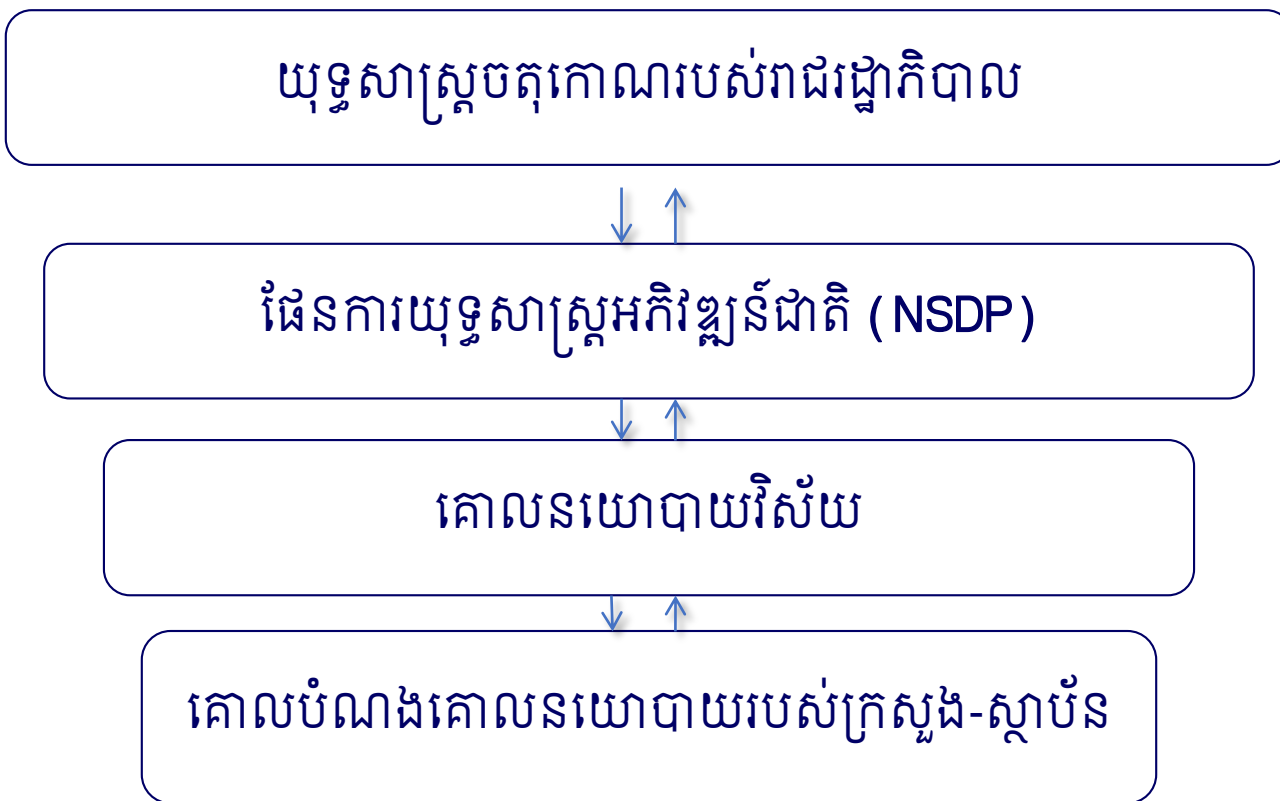 យុទ្ធសាស្ត្រចតុកោណរបស់រាជរដ្ឋាភិបាល
ផែនការយុទ្ធសាស្ត្រអភិវឌ្ឍន៍ជាតិ (NSDP)
គោលនយោបាយវិស័យ
គោលបំណងគោលនយោបាយរបស់ក្រសួង-ស្ថាប័ន